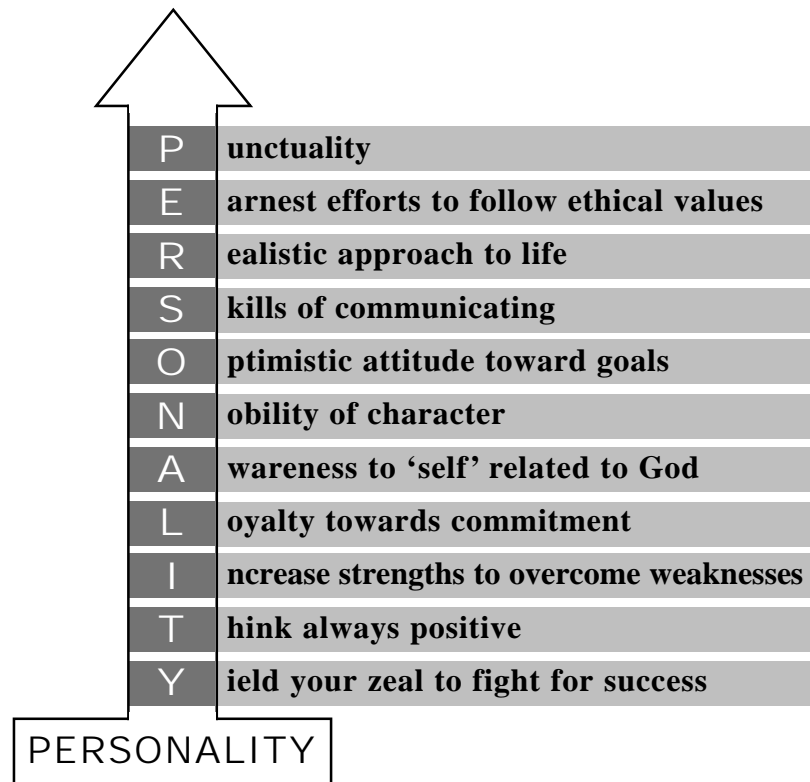 P unctuality
E arnest efforts to follow ethical values
R ealistic approach to life
S kills of communicating
O ptimistic attitude toward goals
N obility of character
A wareness to ‘self’ related to God
L oyalty towards commitment
I ncrease strengths to overcome weaknesses
T hink always positive
Y ield your zeal to fight for success
PERSONALITY